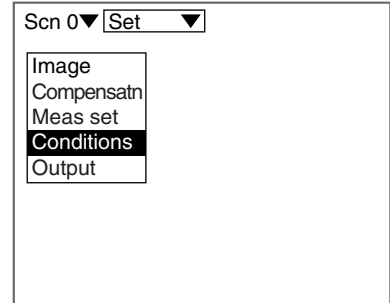 Scn 0▼ Set ▼
Image
Compensatn
Meas set
Conditions
Output